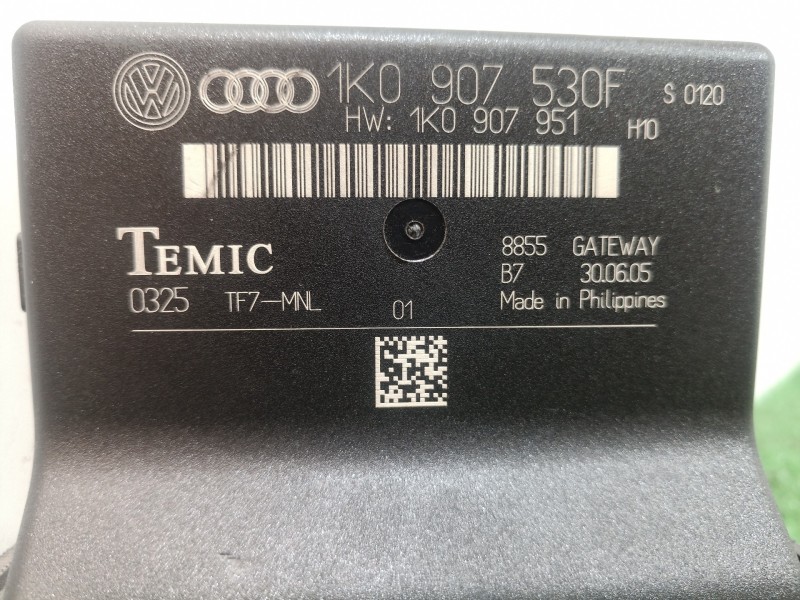 1K0 907 530F S 0120
HW: 1K0 907 951 H10
TEMIC
8855 GATEWAY
B7 30.06.05
0325 TF7-MNL 01 Made in Philippines